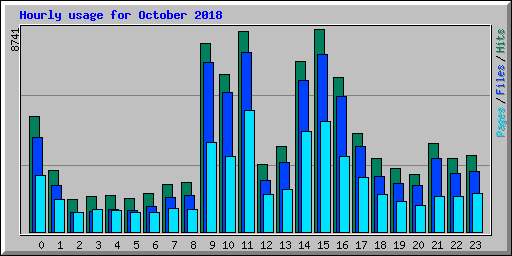 Hourly usage for October 2018
8741
Pages/Files/Hits
0 1 2 3 4 5 6 7 8 9 10 11 12 13 14 15 16 17 18 19 20 21 22 23